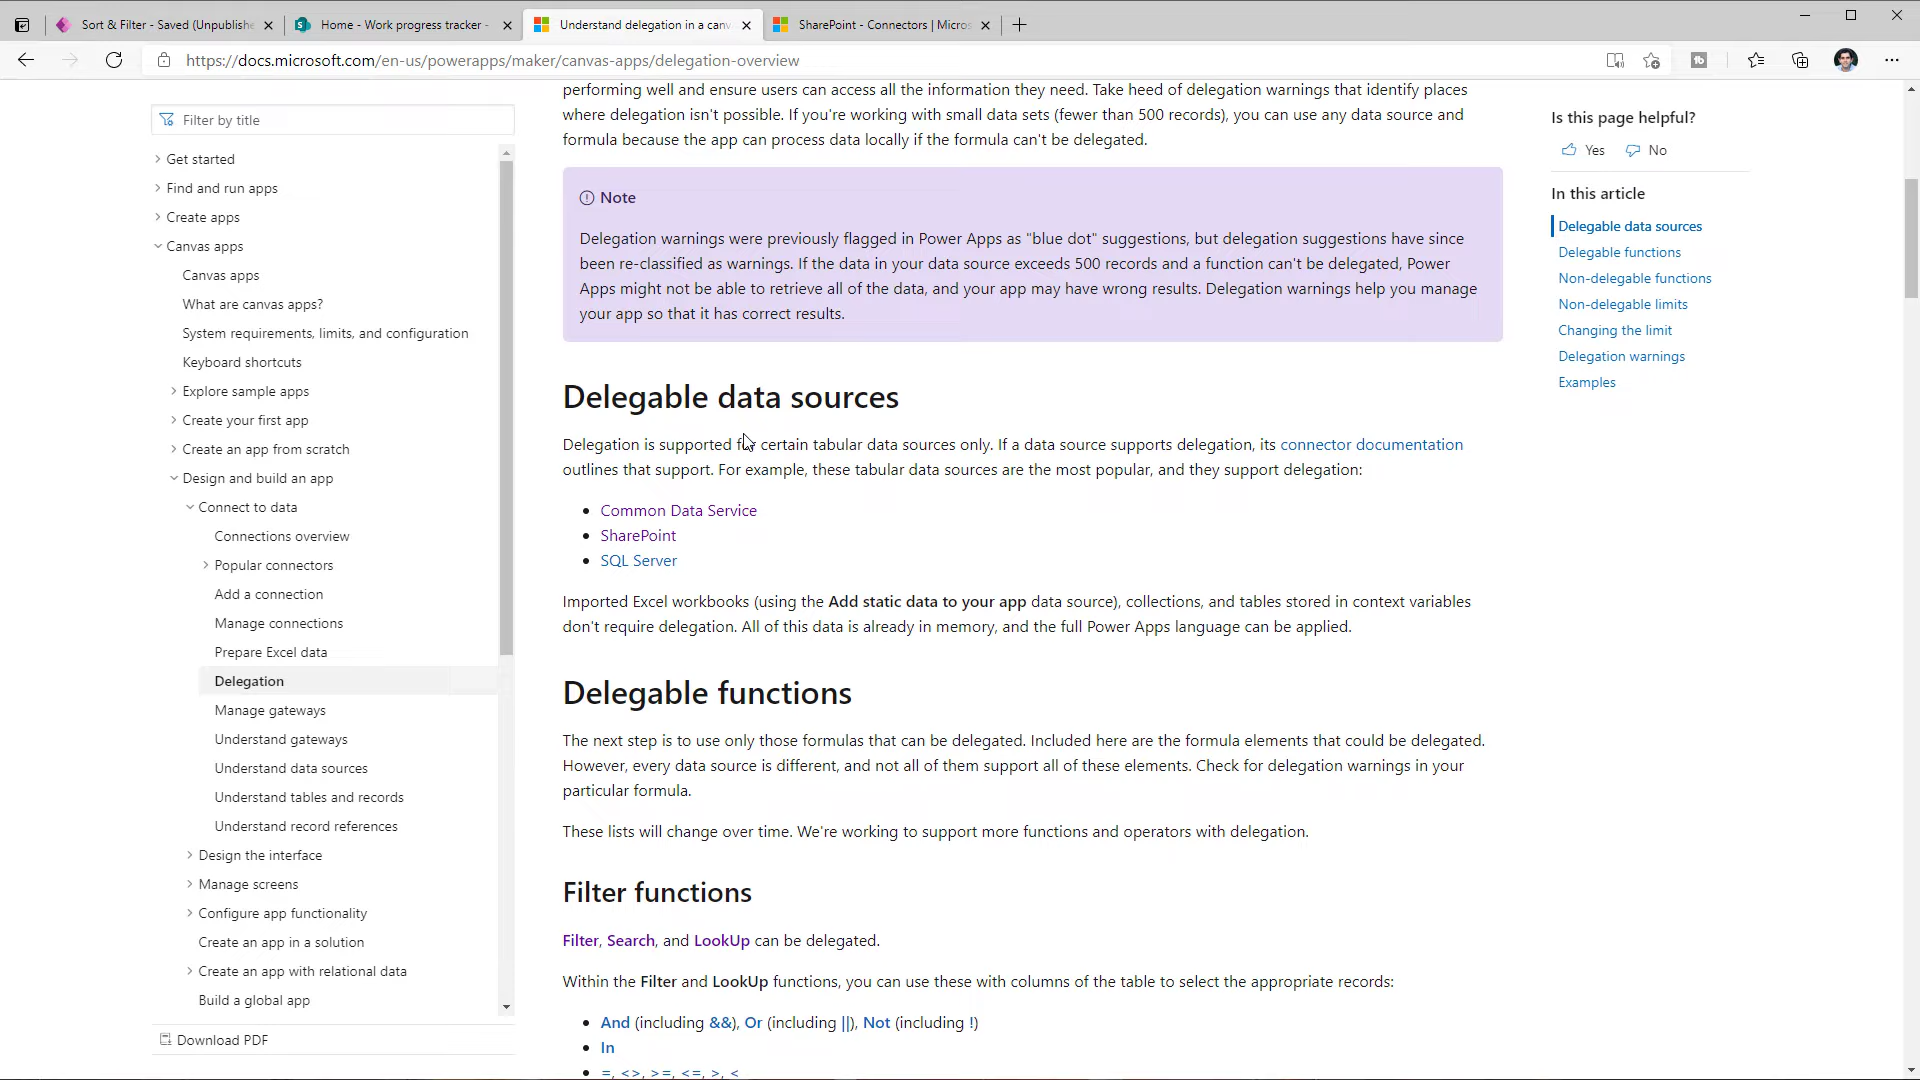 Sort & Filter - Saved (Unpublishe
Home - Work progress tracker -
Understand delegation in a canv
SharePoint - Connectors | Micros
https://docs.microsoft.com/en-us/powerapps/maker/canvas-apps/delegation-overview
Filter by title
Get started
Find and run apps
Create apps
Canvas apps
Canvas apps
What are canvas apps?
System requirements, limits, and configuration
Keyboard shortcuts
Explore sample apps
Create your first app
Create an app from scratch
Design and build an app
Connect to data
Connections overview
Popular connectors
Add a connection
Manage connections
Prepare Excel data
Delegation
Manage gateways
Understand gateways
Understand data sources
Understand tables and records
Understand record references
Design the interface
Manage screens
Configure app functionality
Create an app in a solution
Create an app with relational data
Build a global app
Download PDF
performing well and ensure users can access all the information they need. Take heed of delegation warnings that identify places
where delegation isn't possible. If you're working with small data sets (fewer than 500 records), you can use any data source and
formula because the app can process data locally if the formula can't be delegated.
Note
Delegation warnings were previously flagged in Power Apps as "blue dot" suggestions, but delegation suggestions have since
been re-classified as warnings. If the data in your data source exceeds 500 records and a function can't be delegated, Power
Apps might not be able to retrieve all of the data, and your app may have wrong results. Delegation warnings help you manage
your app so that it has correct results.
Delegable data sources
Delegation is supported for certain tabular data sources only. If a data source supports delegation, its connector documentation
outlines that support. For example, these tabular data sources are the most popular, and they support delegation:
Common Data Service
SharePoint
SQL Server
Imported Excel workbooks (using the Add static data to your app data source), collections, and tables stored in context variables
don't require delegation. All of this data is already in memory, and the full Power Apps language can be applied.
Delegable functions
The next step is to use only those formulas that can be delegated. Included here are the formula elements that could be delegated.
However, every data source is different, and not all of them support all of these elements. Check for delegation warnings in your
particular formula.
These lists will change over time. We're working to support more functions and operators with delegation.
Filter functions
Filter, Search, and LookUp can be delegated.
Within the Filter and LookUp functions, you can use these with columns of the table to select the appropriate records:
And (including &&), Or (including ||), Not (including !)
In
=, <>, >=, <=, >, <
Is this page helpful?
Yes No
In this article
Delegable data sources
Delegable functions
Non-delegable functions
Non-delegable limits
Changing the limit
Delegation warnings
Examples